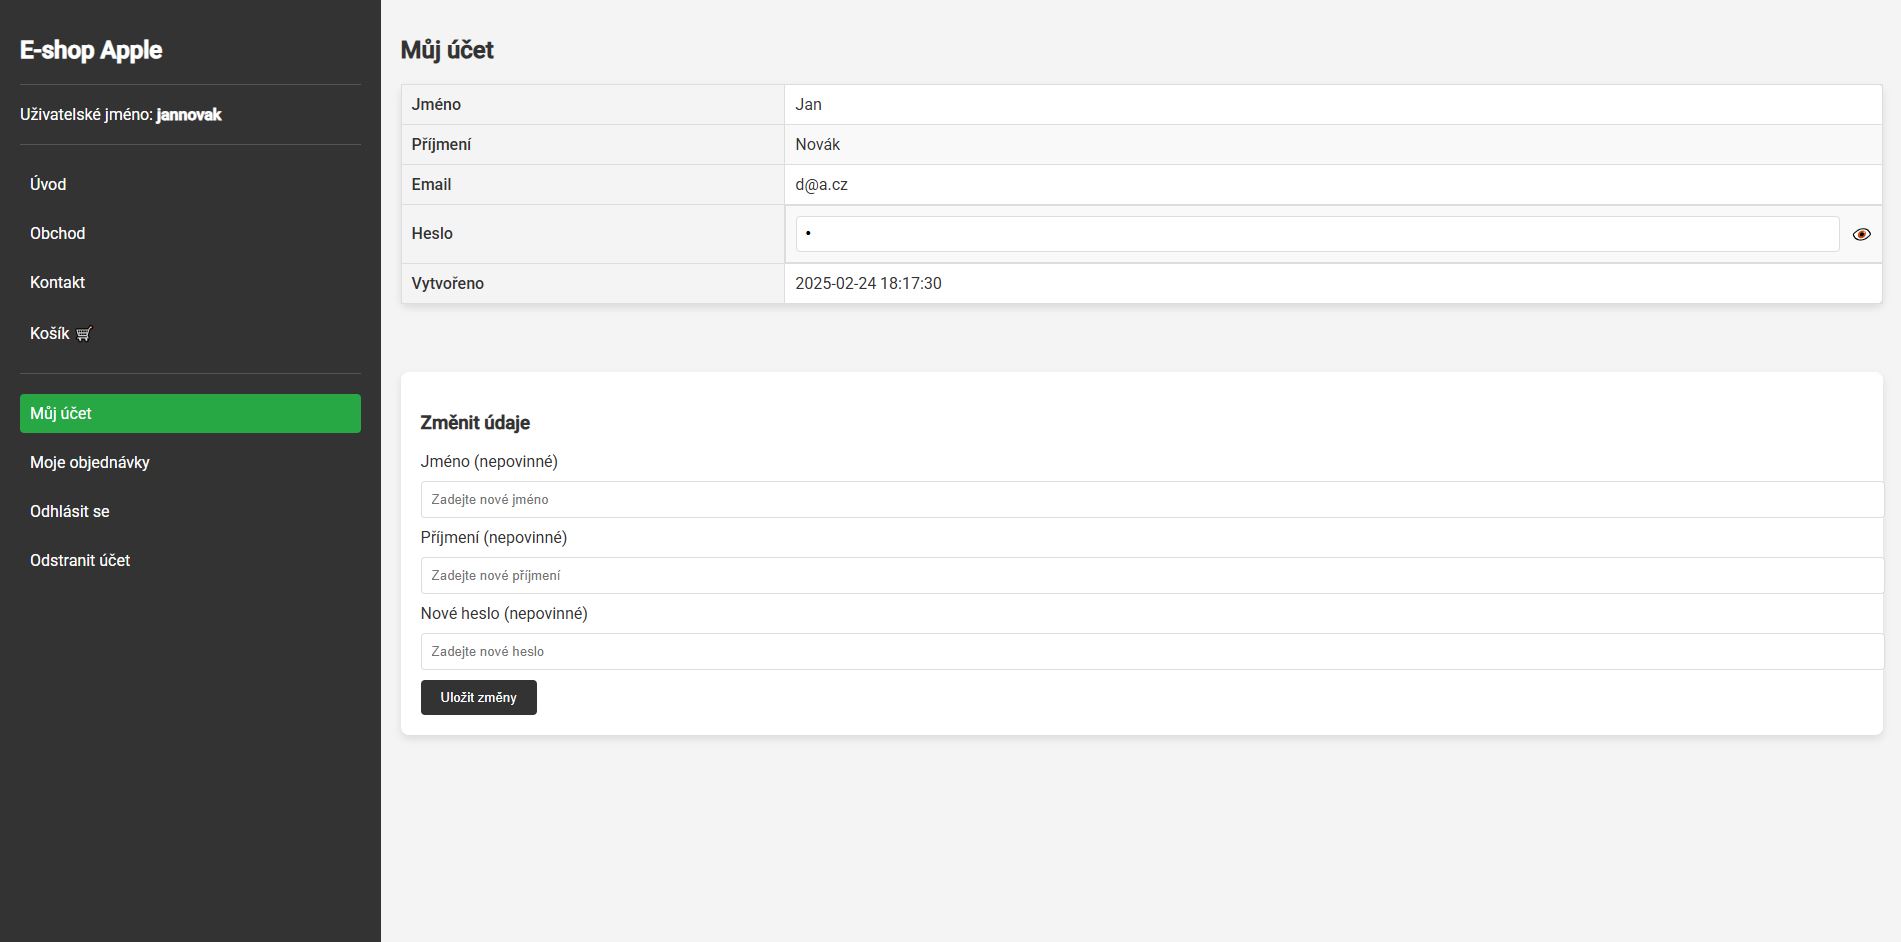 E-shop Apple
Uživatelské jméno: jannovak
Úvod
Obchod
Kontakt
Košík 🛒
Můj účet
Moje objednávky
Odhlásit se
Odstranit účet
Můj účet
Jméno Jan
Příjmení Novák
Email d@a.cz
Heslo •
Vytvořeno 2025-02-24 18:17:30
Změnit údaje
Jméno (nepovinné)
Zadejte nové jméno
Příjmení (nepovinné)
Zadejte nové příjmení
Nové heslo (nepovinné)
Zadejte nové heslo
Uložit změny